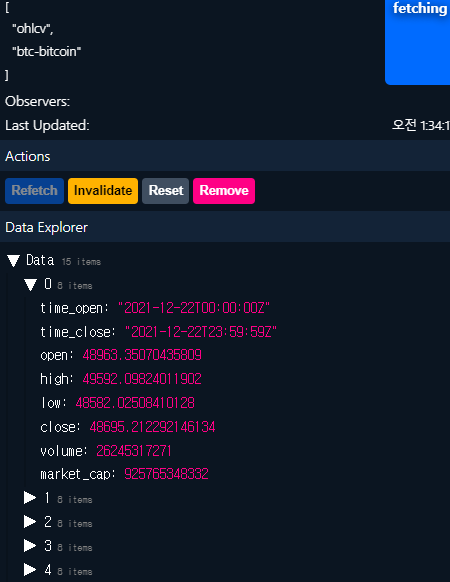 [
fetching
"ohlcv",
"btc-bitcoin"
]
Observers:
Last Updated: 오전 1:34:1
Actions
Refetch Invalidate Reset Remove
Data Explorer
▼ Data 15 items
▼ 0 8 items
time_open: "2021-12-22T00:00:00Z"
time_close: "2021-12-22T23:59:59Z"
open: 48963.35070435809
high: 49592.09824011902
low: 48582.02508410128
close: 48695.212292146134
volume: 26245317271
market_cap: 925765348332
▶ 1 8 items
▶ 2 8 items
▶ 3 8 items
▶ 4 8 items